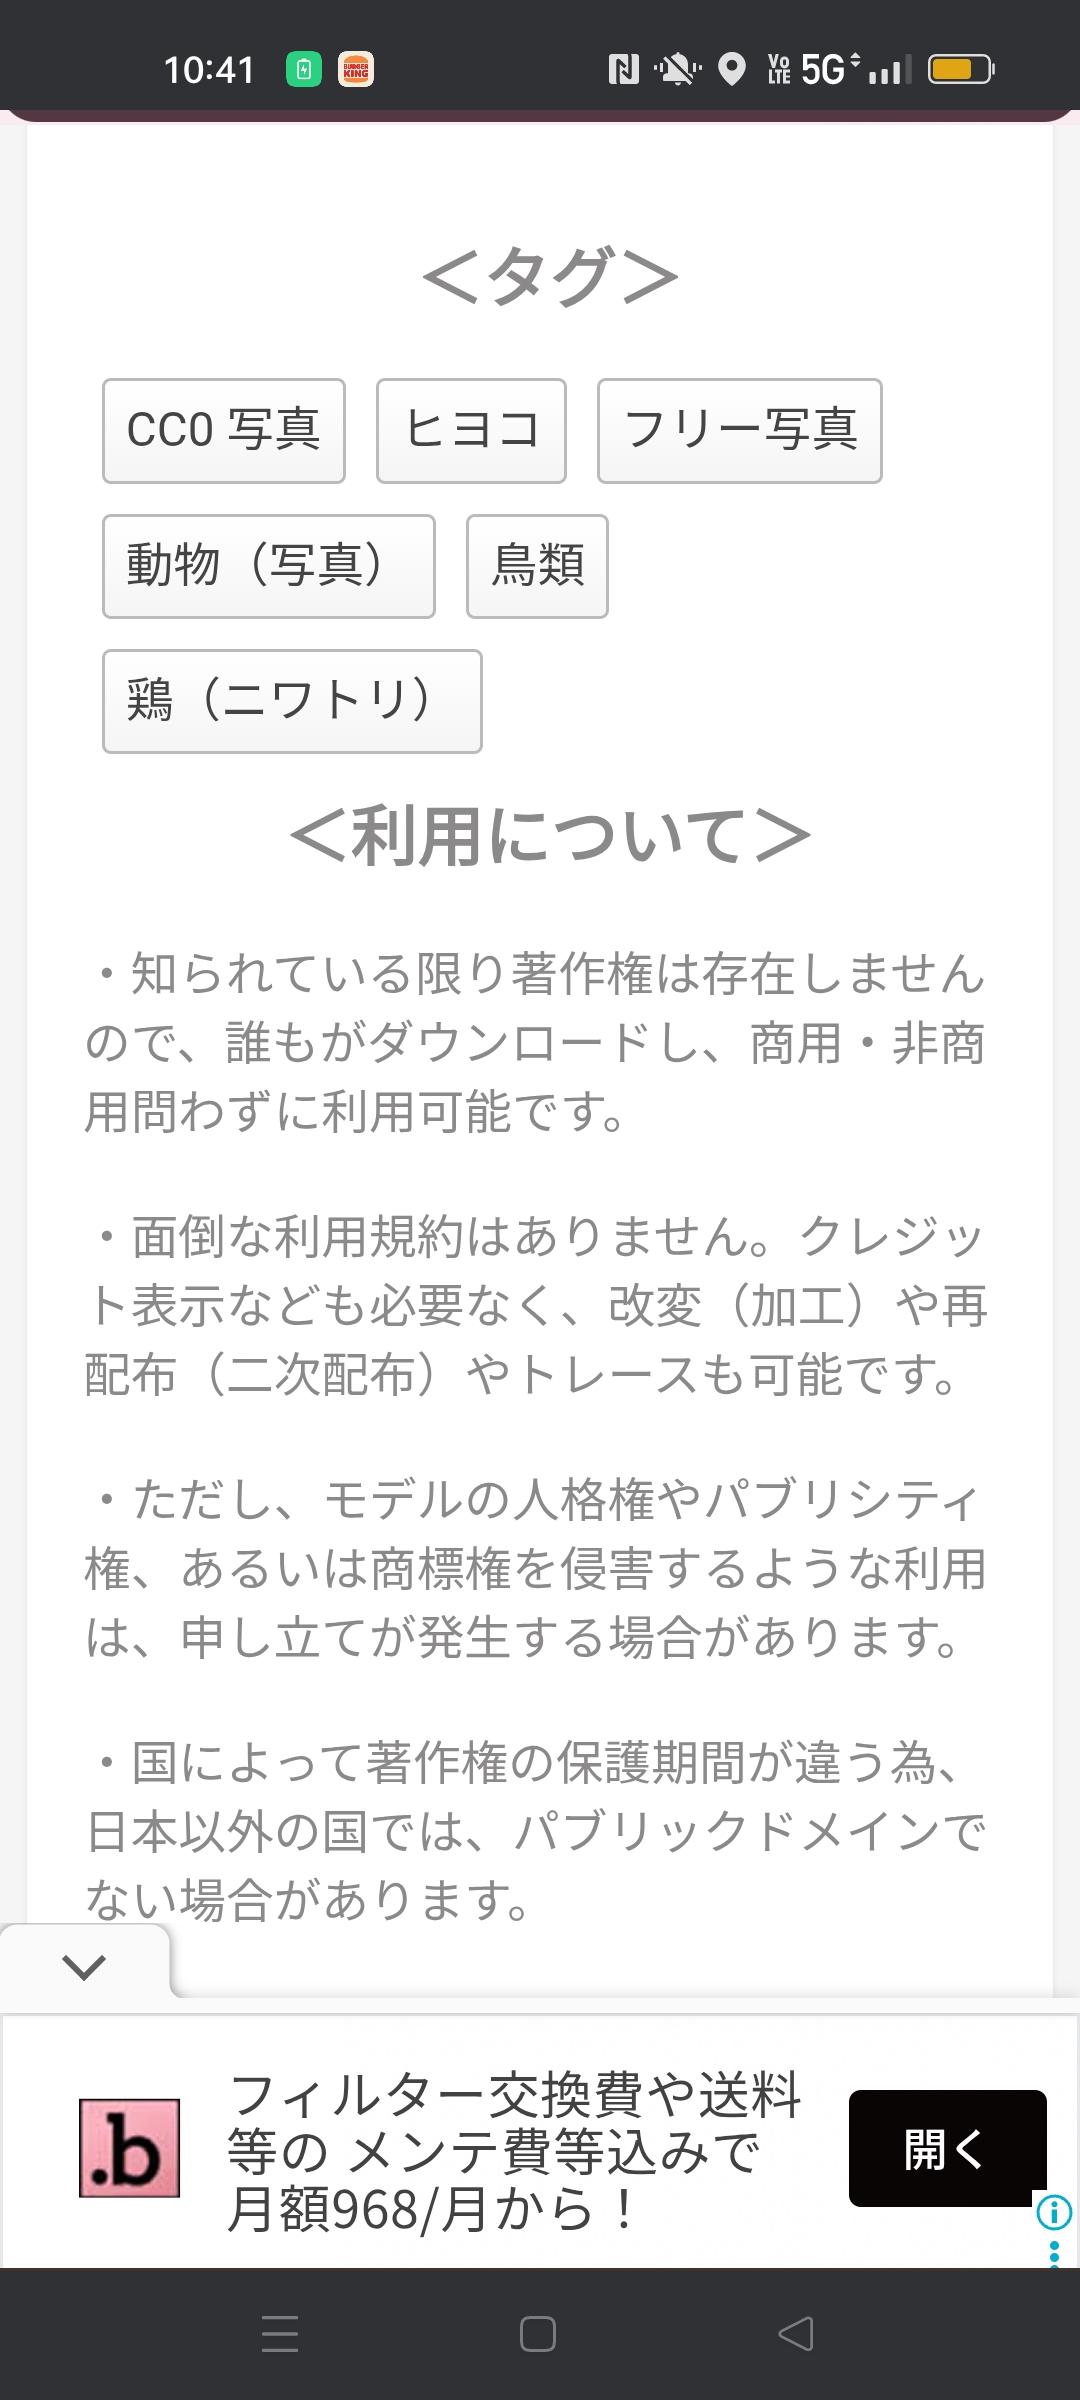 10:41
BURGER KING
Vo LTE 5G
＜タグ＞
CC0 写真 ヒヨコ フリー写真
動物（写真） 鳥類
鶏（ニワトリ）
＜利用について＞
・知られている限り著作権は存在しません
ので、誰もがダウンロードし、商用・非商
用問わずに利用可能です。
・面倒な利用規約はありません。クレジッ
ト表示なども必要なく、改変（加工）や再
配布（二次配布）やトレースも可能です。
・ただし、モデルの人格権やパブリシティ
権、あるいは商標権を侵害するような利用
は、申し立てが発生する場合があります。
・国によって著作権の保護期間が違う為、
日本以外の国では、パブリックドメインで
ない場合があります。
.b
フィルター交換費や送料
等の メンテ費等込みで
月額968/月から！
開く